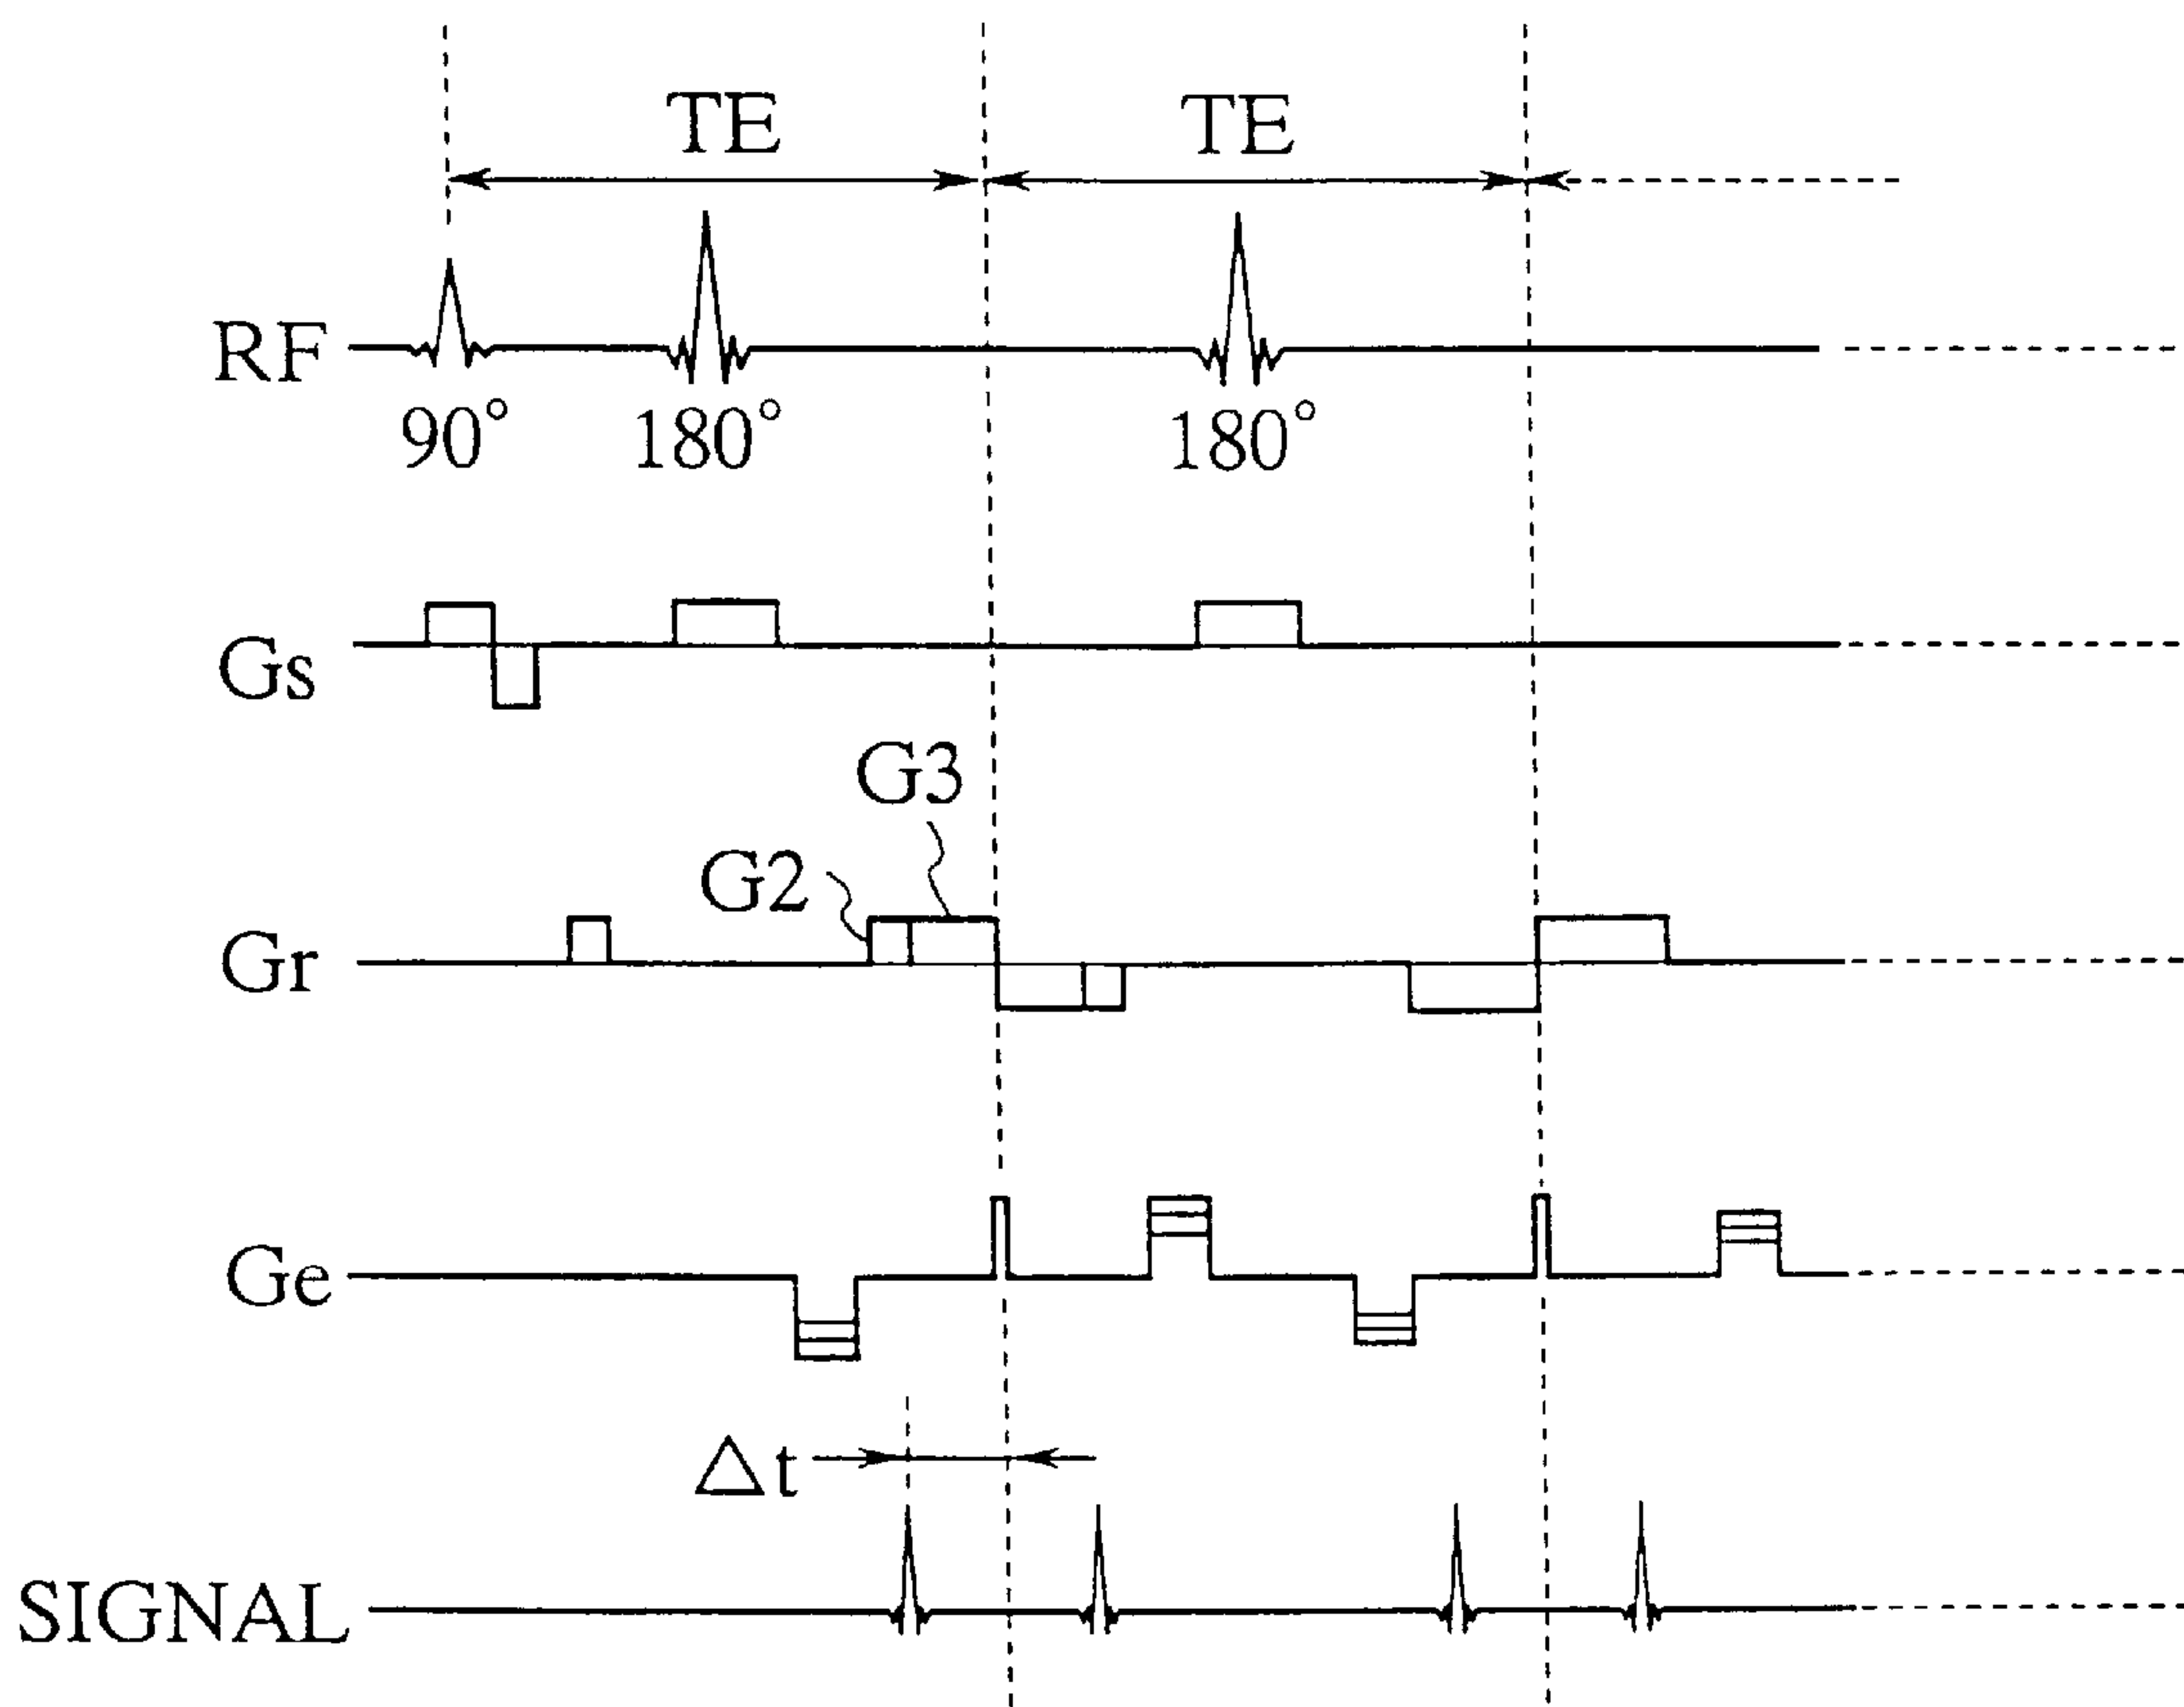 TE TE
RF
90° 180° 180°
Gs
G3
G2
Gr
Ge
Δt
SIGNAL